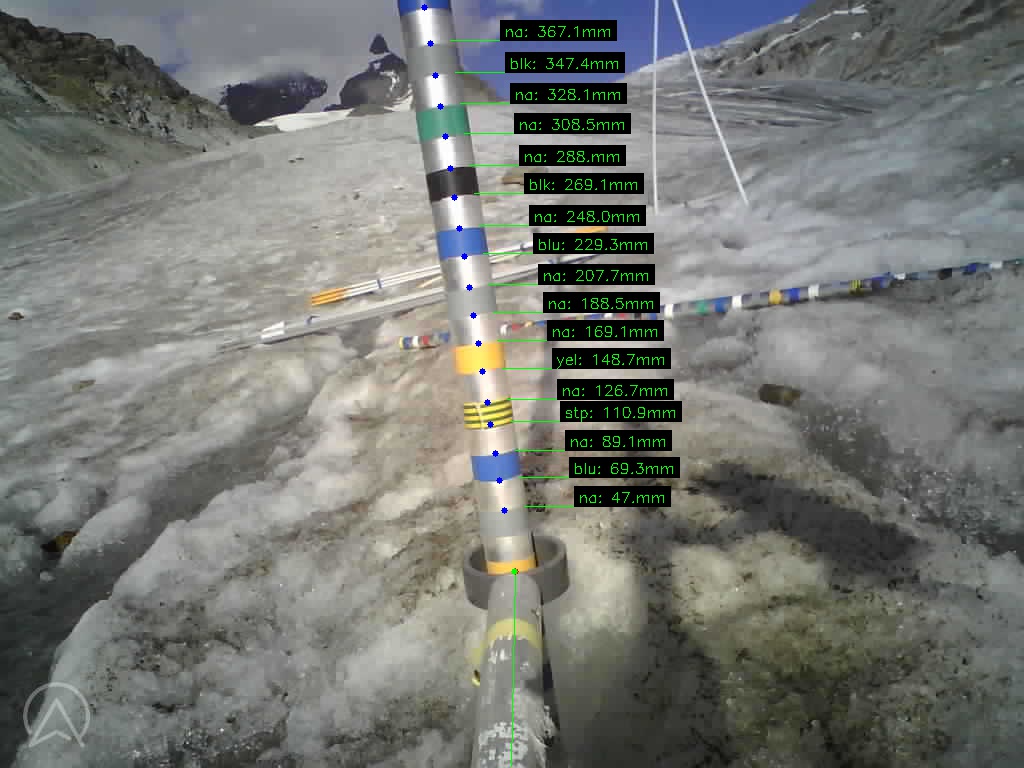 na: 367.1mm
blk: 347.4mm
na: 328.1mm
na: 308.5mm
na: 288.mm
blk: 269.1mm
na: 248.0mm
blu: 229.3mm
na: 207.7mm
na: 188.5mm
na: 169.1mm
yel: 148.7mm
na: 126.7mm
stp: 110.9mm
na: 89.1mm
blu: 69.3mm
na: 47.mm